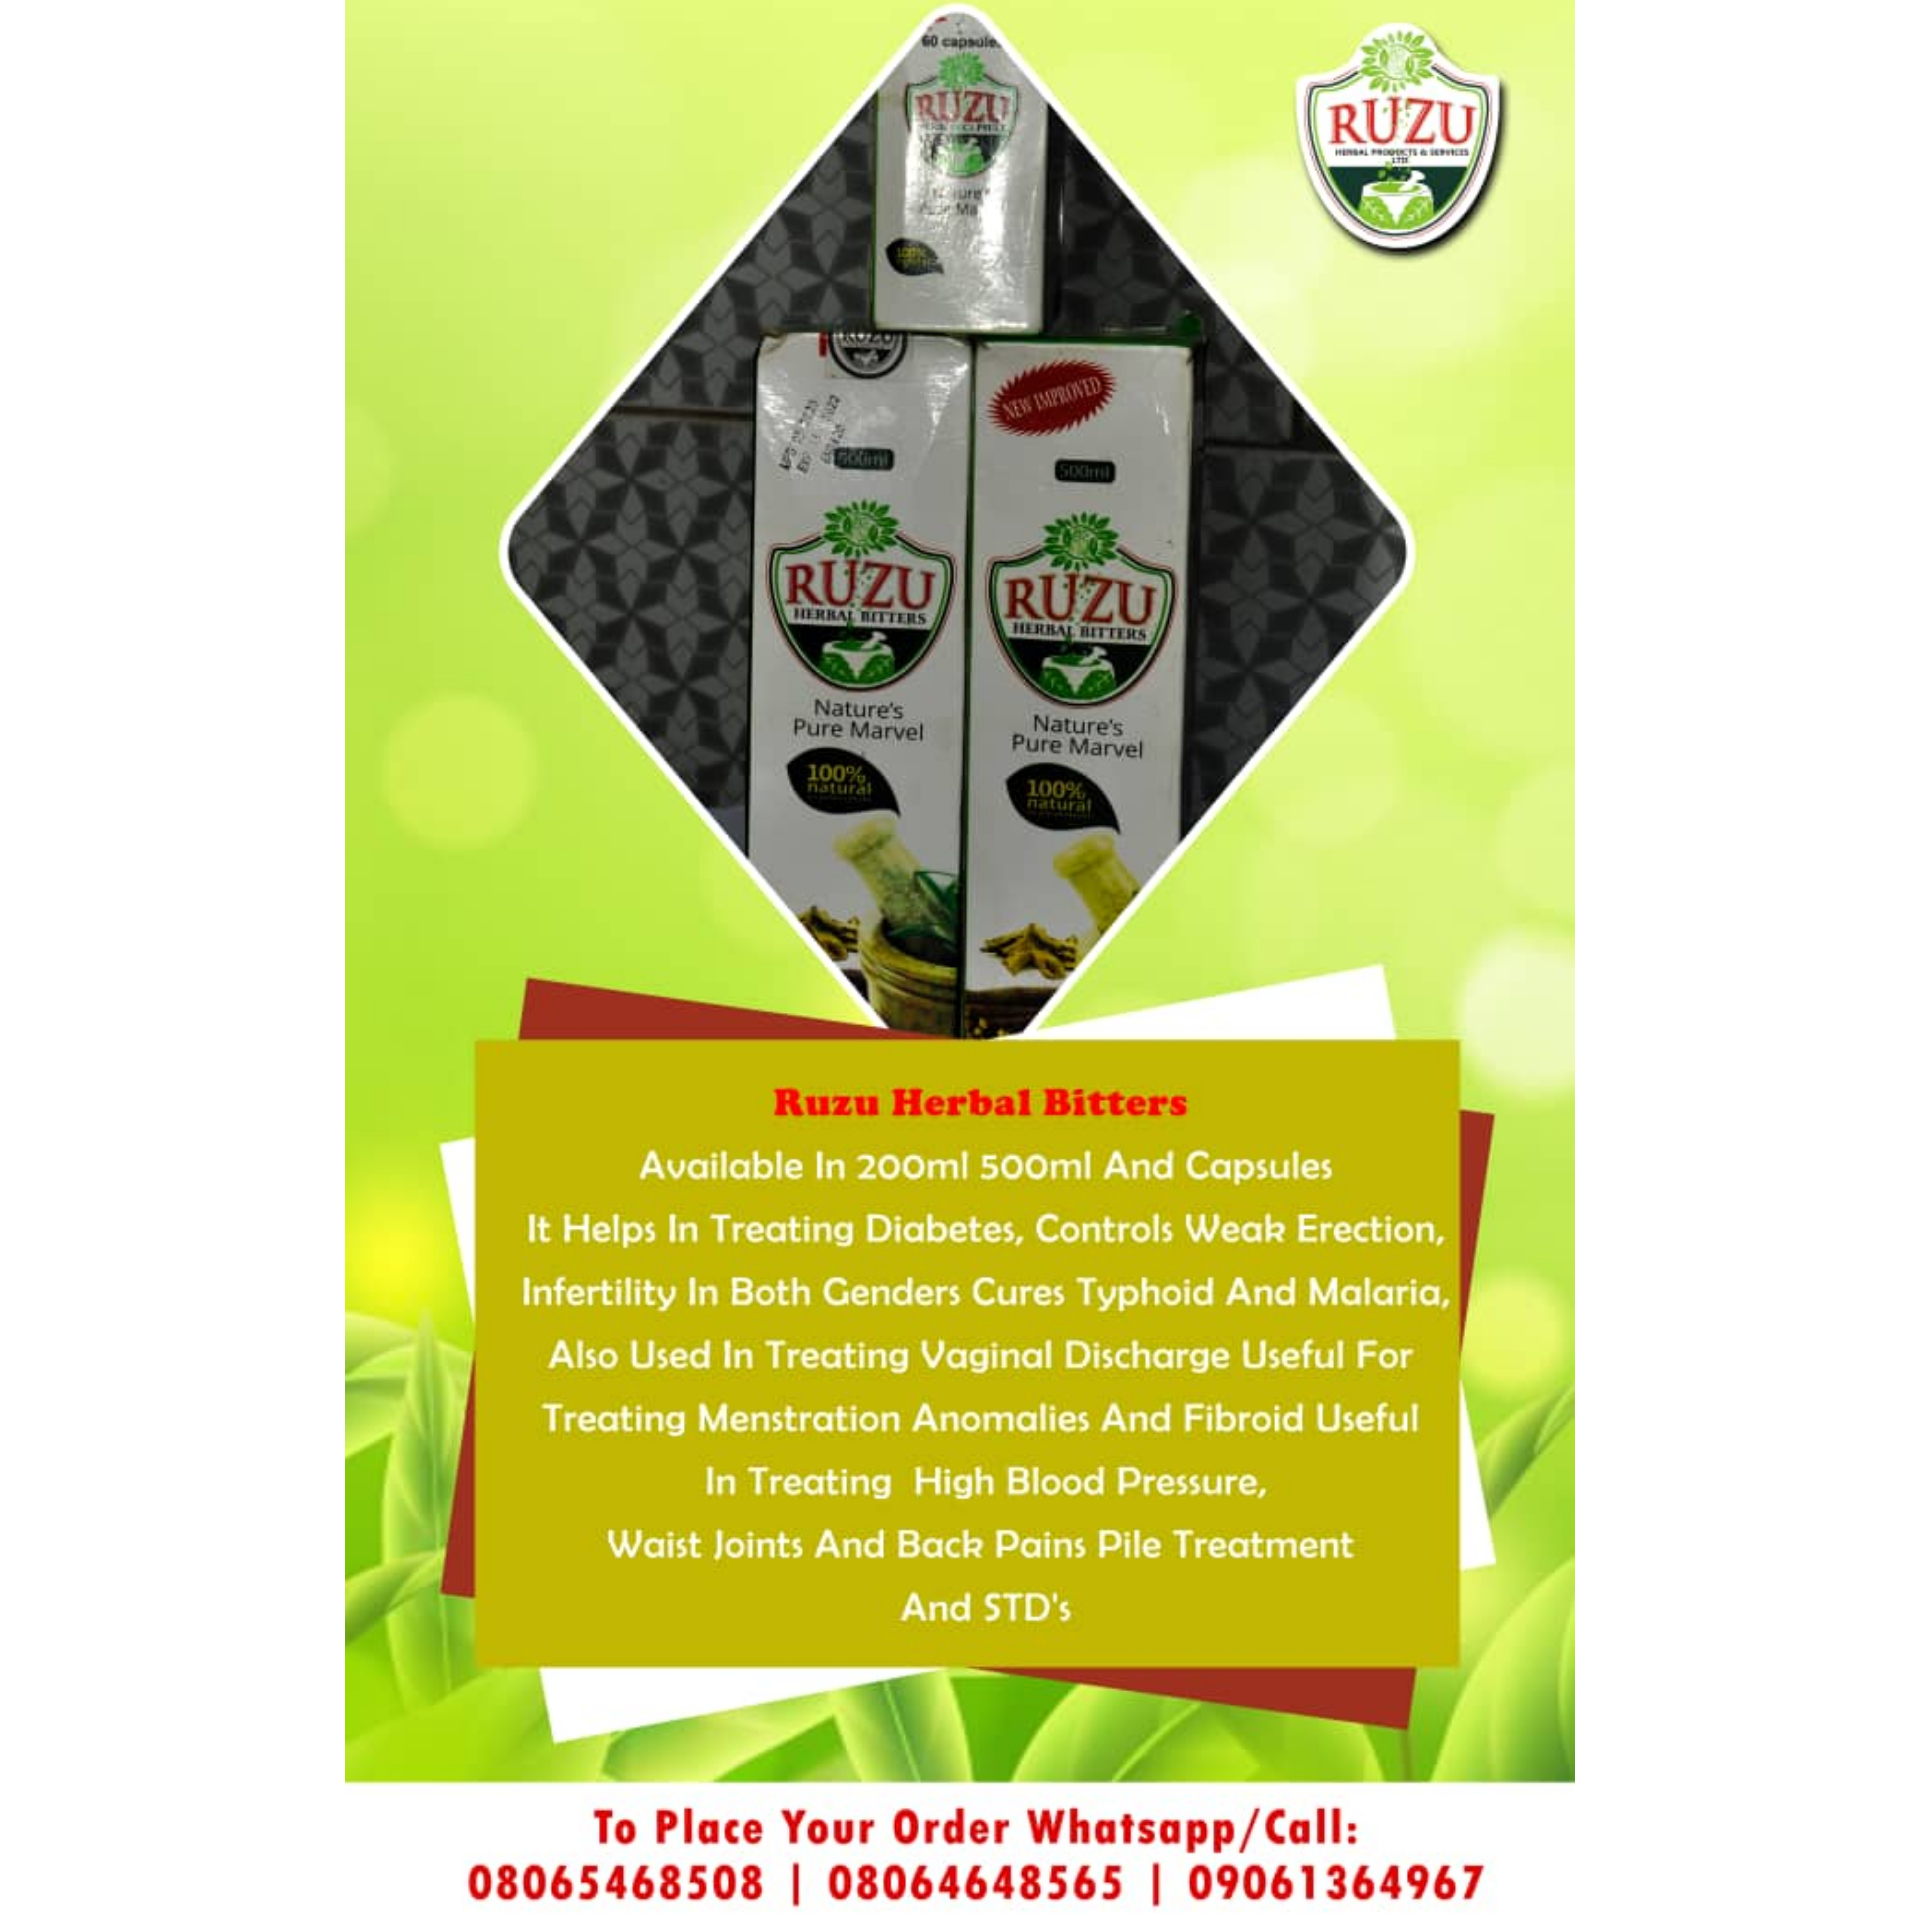 60 capsule
RUZU
100%
RUZU
HERBAL PRODUCTS & SERVICES
LTD
RUZU
500ml
RUZU
HERBAL BITTERS
Nature's
Pure Marvel
100%
natural
NEW IMPROVED
500ml
RUZU
HERBAL BITTERS
Nature's
Pure Marvel
100%
natural
Ruzu Herbal Bitters
Available In 200ml 500ml And Capsules
It Helps In Treating Diabetes, Controls Weak Erection,
Infertility In Both Genders Cures Typhoid And Malaria,
Also Used In Treating Vaginal Discharge Useful For
Treating Menstration Anomalies And Fibroid Useful
In Treating High Blood Pressure,
Waist Joints And Back Pains Pile Treatment
And STD's
To Place Your Order Whatsapp/Call:
08065468508 | 08064648565 | 09061364967